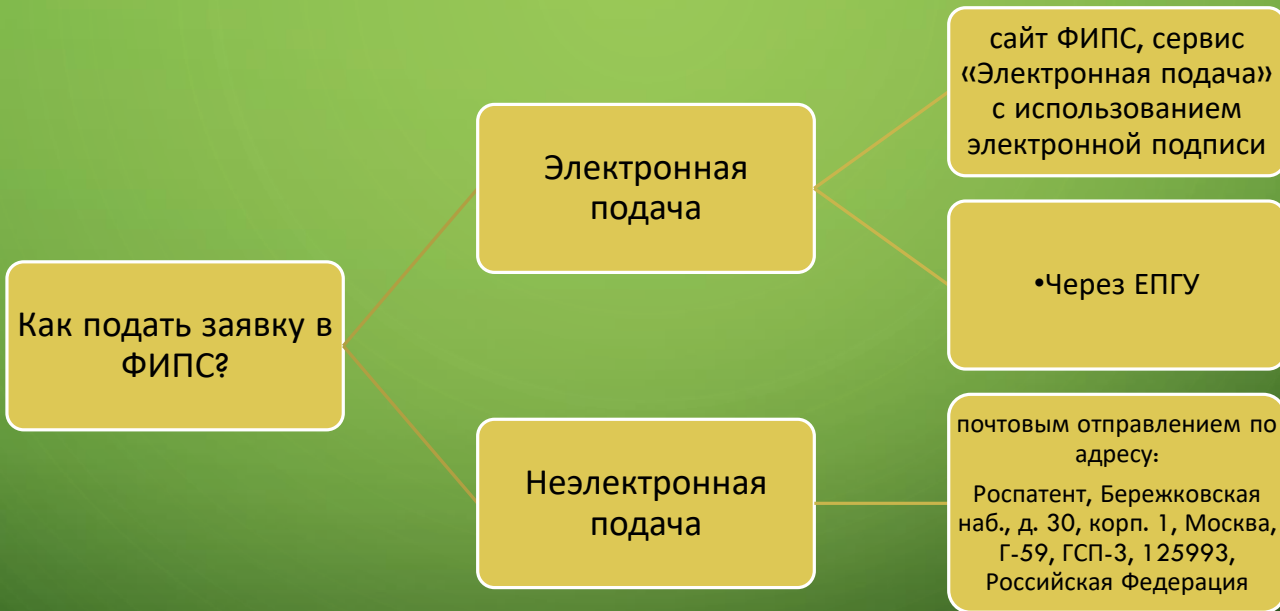 Как подать заявку в
ФИПС?
Электронная
подача
сайт ФИПС, сервис
«Электронная подача»
с использованием
электронной подписи
•Через ЕПГУ
Неэлектронная
подача
почтовым отправлением по
адресу:
Роспатент, Бережковская
наб., д. 30, корп. 1, Москва,
Г-59, ГСП-3, 125993,
Российская Федерация